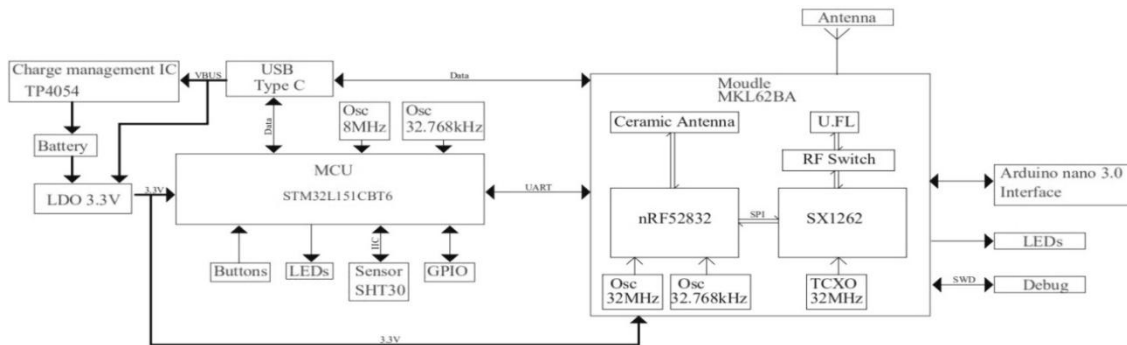 Antenna
Charge management IC
TP4054
VBUS
USB
Type C
Data
Moudle
MKL62BA
Battery
Data
Osc
8MHz
Osc
32.768kHz
Ceramic Antenna
U.FL
RF Switch
LDO 3.3V
3.3V
MCU
STM32L151CBT6
UART
nRF52832
SPI
SX1262
Arduino nano 3.0
Interface
LEDs
Buttons
LEDs
IIC
Sensor
SHT30
GPIO
Osc
32MHz
Osc
32.768kHz
TCXO
32MHz
SWD
Debug
3.3V